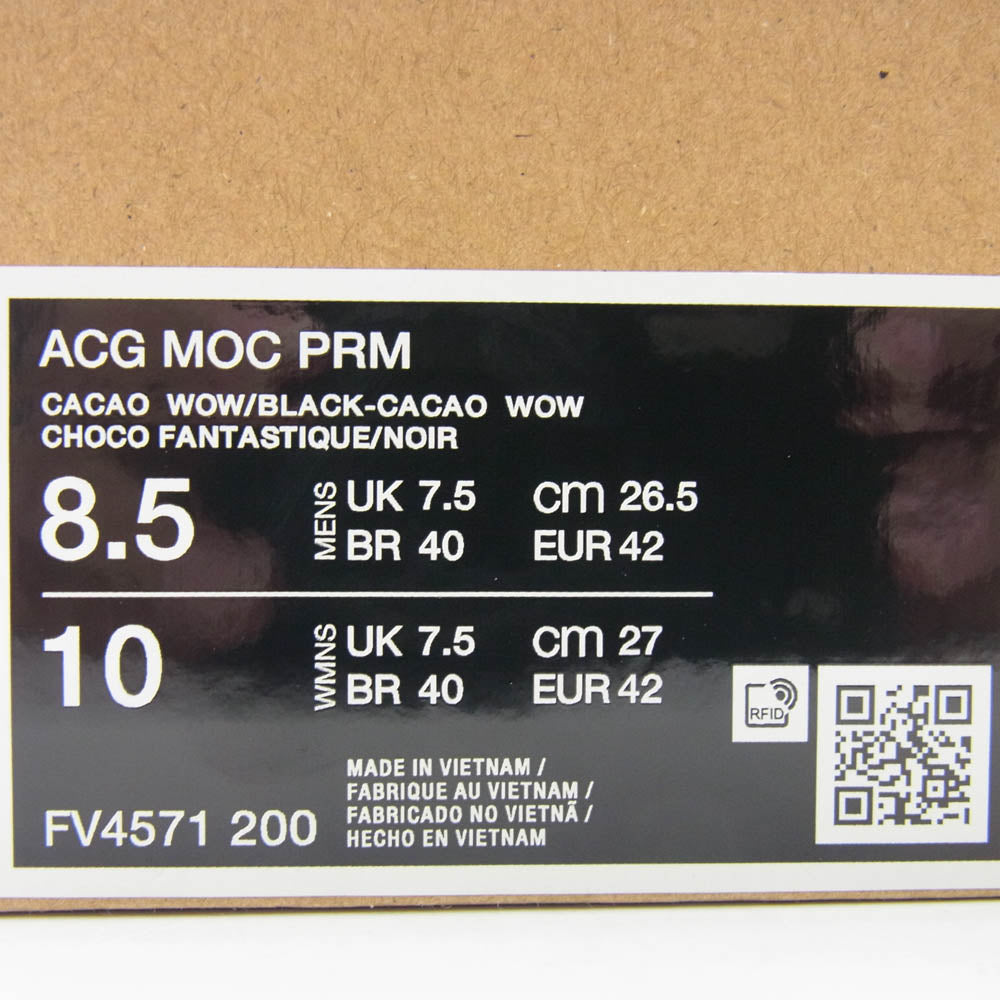 ACG MOC PRM
CACAO WOW/BLACK-CACAO WOW
CHOCO FANTASTIQUE/NOIR
8.5 MENS UK 7.5 cm 26.5
BR 40 EUR 42
10 WMNS UK 7.5 cm 27
BR 40 EUR 42
RFID
MADE IN VIETNAM /
FABRIQUE AU VIETNAM /
FABRICADO NO VIETNÃ /
HECHO EN VIETNAM
FV4571 200